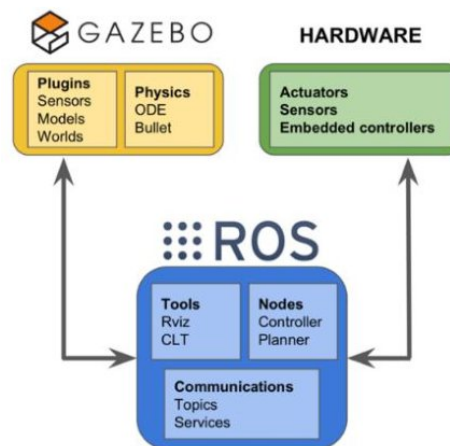 GAZEBO
HARDWARE
Plugins
Sensors
Models
Worlds
Physics
ODE
Bullet
Actuators
Sensors
Embedded controllers
ROS
Tools
Rviz
CLT
Nodes
Controller
Planner
Communications
Topics
Services